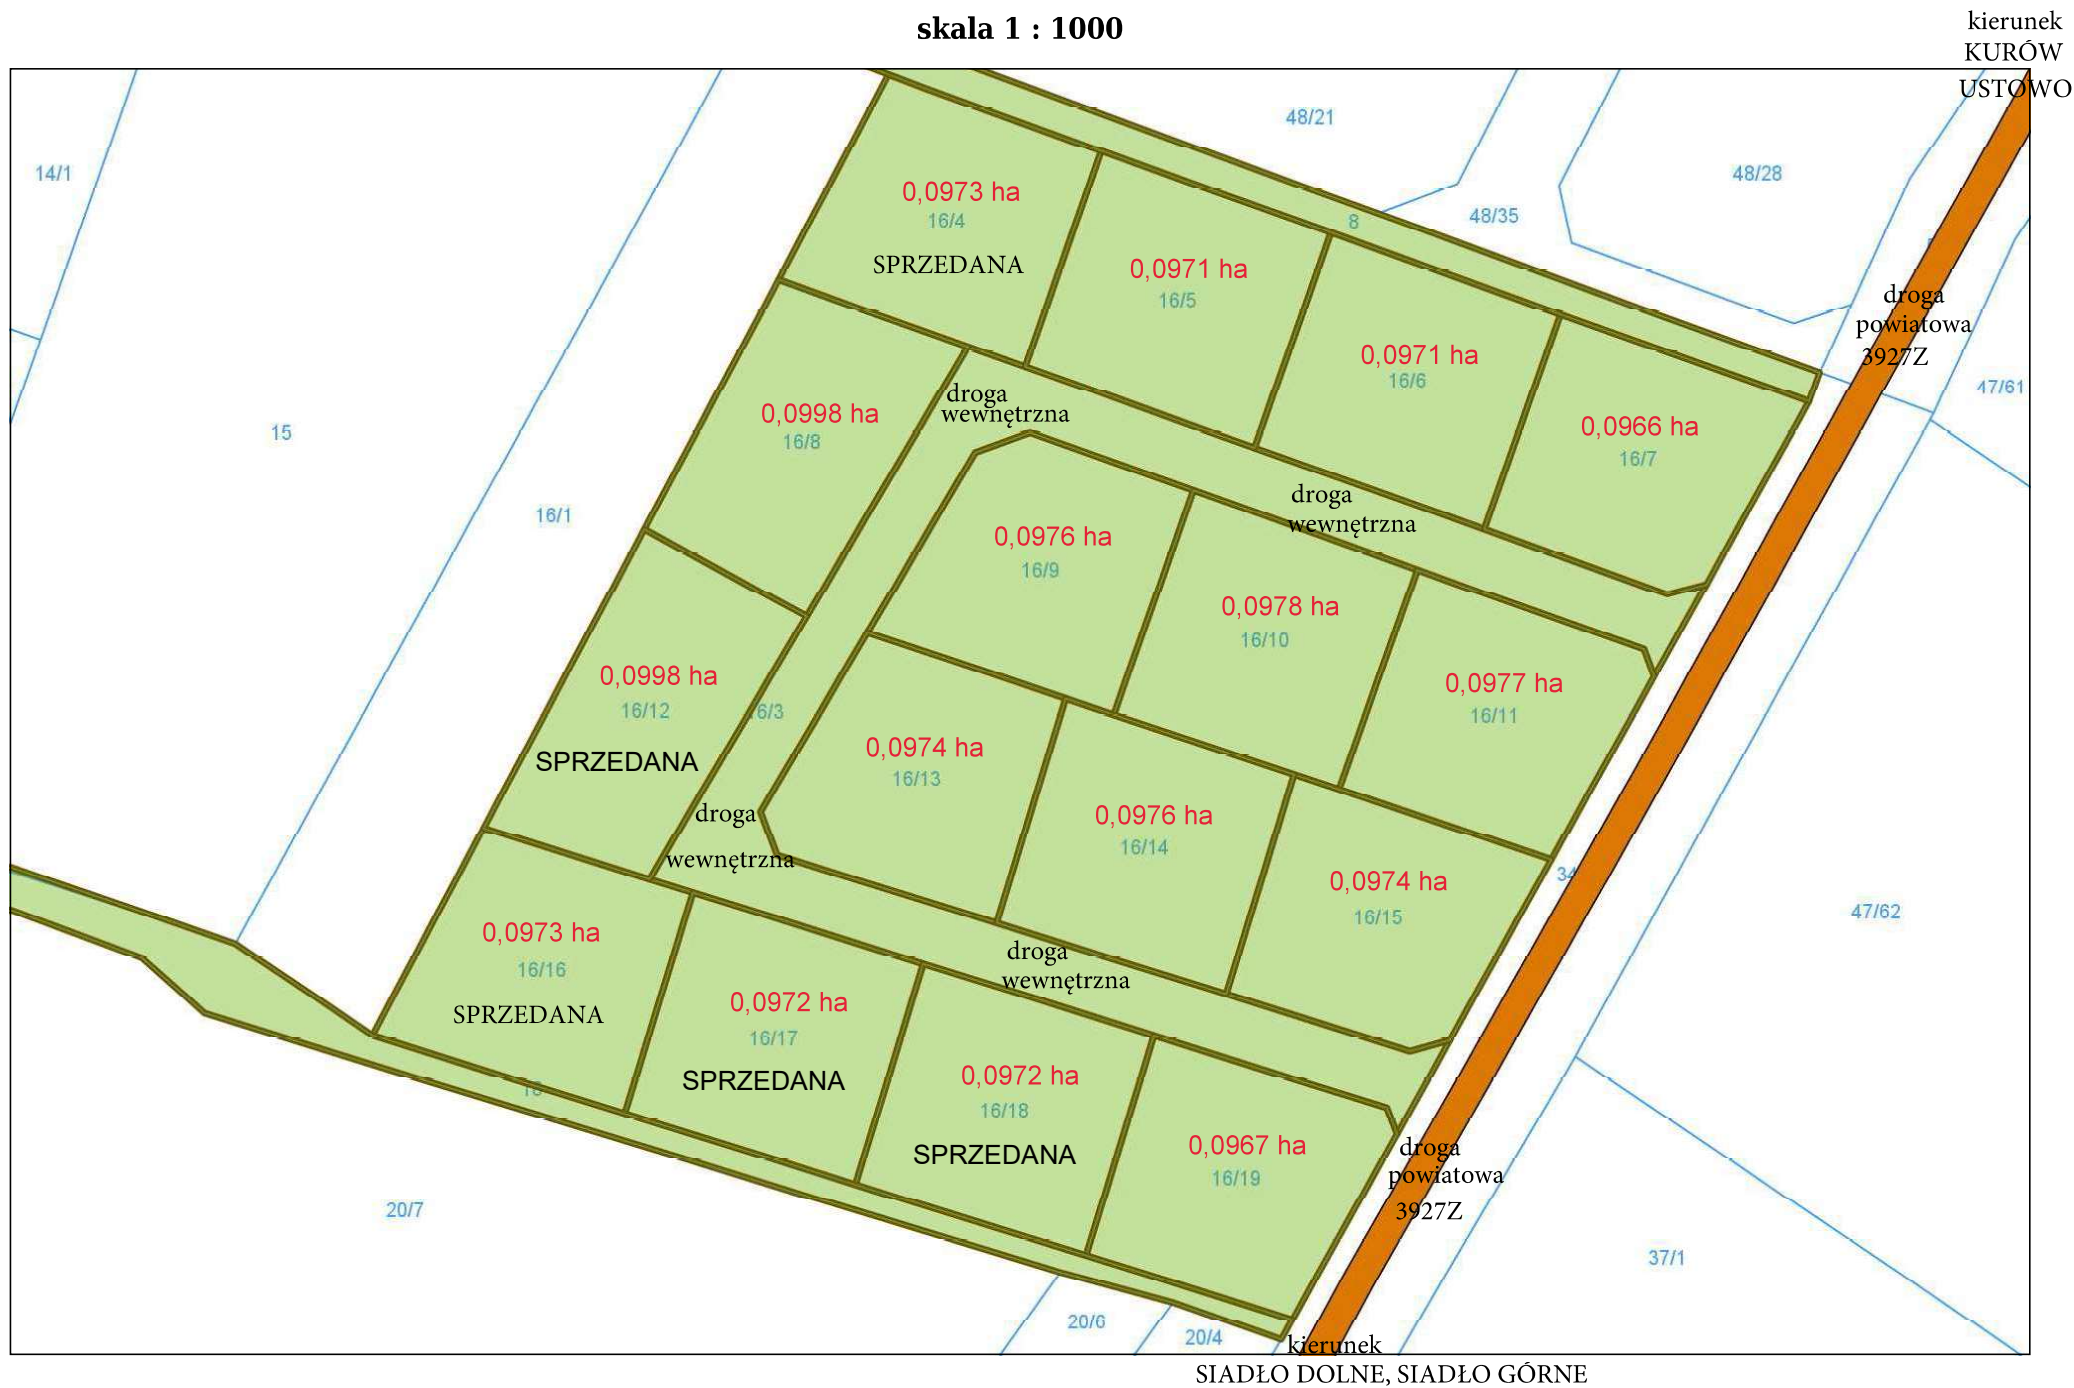 skala 1 : 1000
kierunek
KURÓW
USTOWO
48/21
14/1
48/28
0,0973 ha
16/4
SPRZEDANA
48/35
8
0,0971 ha
16/5
droga
powiatowa
3927Z
0,0971 ha
16/6
47/61
droga
wewnętrzna
0,0998 ha
16/8
15
0,0966 ha
16/7
droga
wewnętrzna
16/1
0,0976 ha
16/9
0,0978 ha
16/10
0,0998 ha
16/12
SPRZEDANA
6/3
0,0977 ha
16/11
0,0974 ha
16/13
droga
wewnętrzna
0,0976 ha
16/14
34
0,0974 ha
16/15
47/62
0,0973 ha
16/16
SPRZEDANA
droga
wewnętrzna
0,0972 ha
16/17
SPRZEDANA
0,0972 ha
16/18
SPRZEDANA
0,0967 ha
16/19
droga
powiatowa
3927Z
20/7
37/1
20/6
20/4
kierunek
SIADŁO DOLNE, SIADŁO GÓRNE